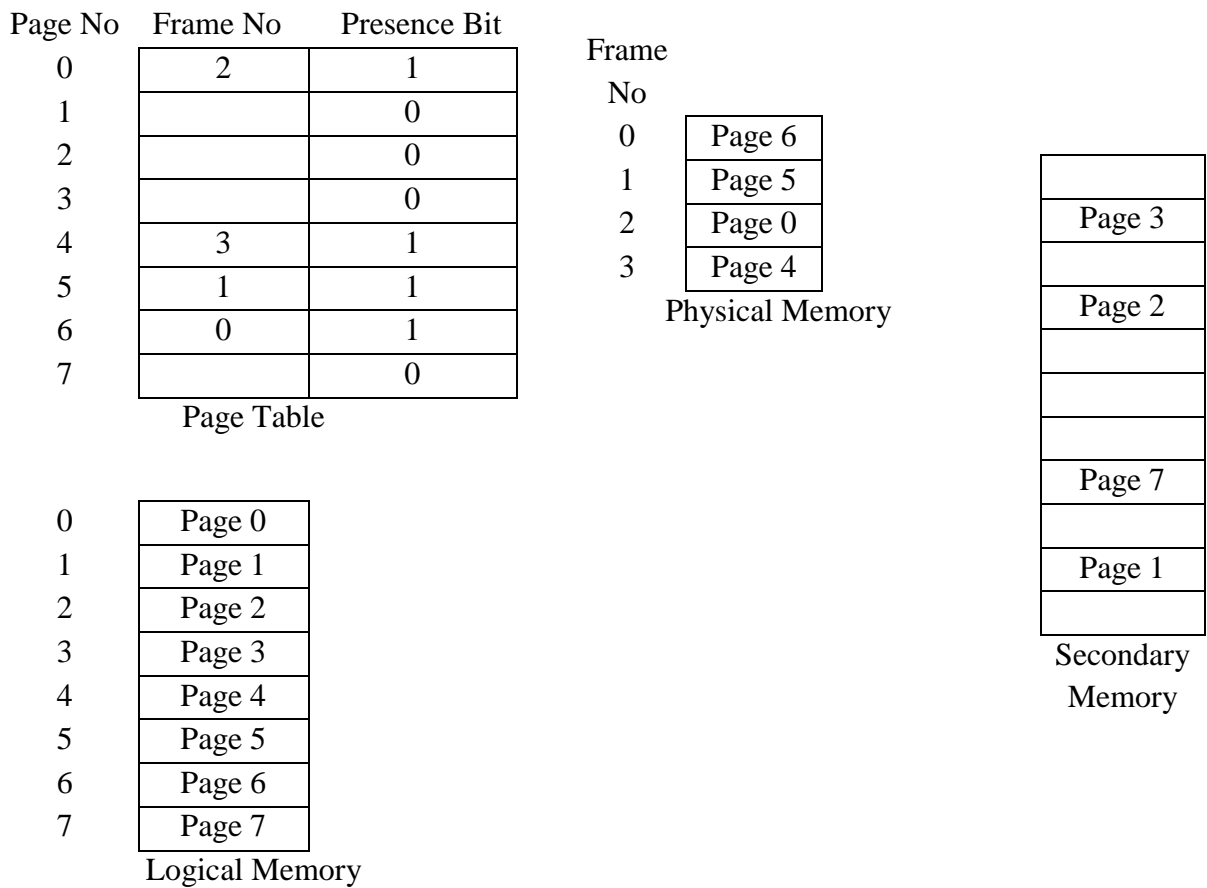 Page No Frame No Presence Bit
0 2 1
1 0
2 0
3 0
4 3 1
5 1 1
6 0 1
7 0
Page Table
Frame
No
0 Page 6
1 Page 5
2 Page 0
3 Page 4
Physical Memory
Page 3
Page 2
Page 7
Page 1
Secondary
Memory
0 Page 0
1 Page 1
2 Page 2
3 Page 3
4 Page 4
5 Page 5
6 Page 6
7 Page 7
Logical Memory